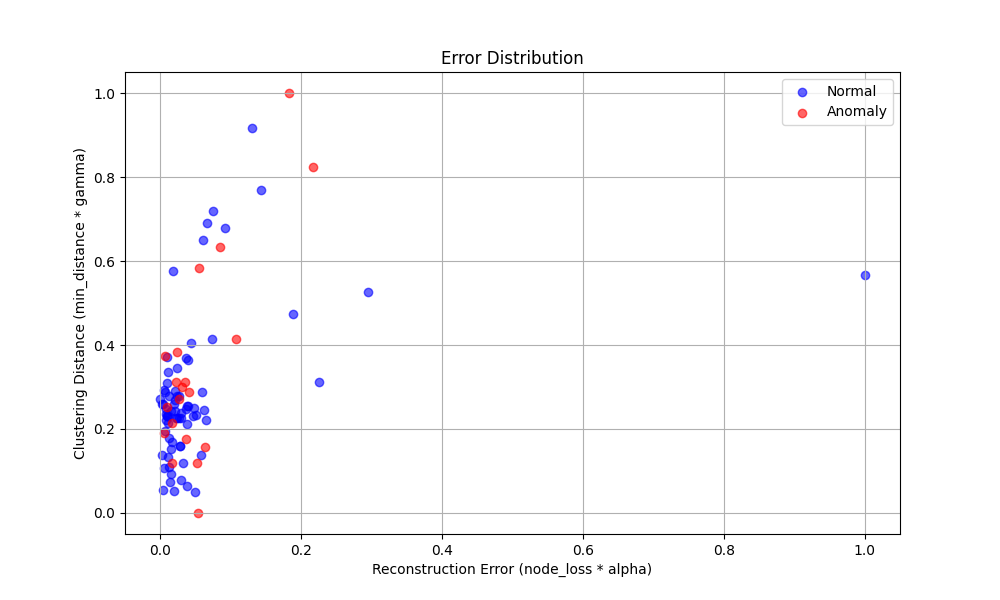 Error Distribution
Normal
Anomaly
1.0
0.8
0.6
0.4
0.2
0.0
Clustering Distance (min_distance * gamma)
0.0 0.2 0.4 0.6 0.8 1.0
Reconstruction Error (node_loss * alpha)